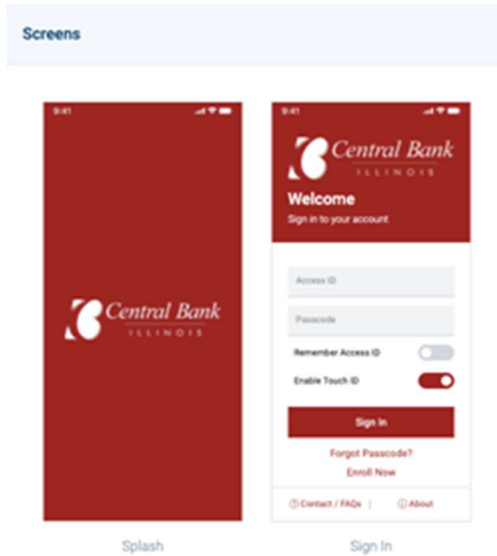 Screens
9:41
Central Bank
ILLINOIS
Splash
9:41
Central Bank
ILLINOIS
Welcome
Sign in to your account
Access ID
Passcode
Remember Access ID
Enable Touch ID
Sign In
Forgot Passcode?
Enroll Now
Contact / FAQs | About
Sign In